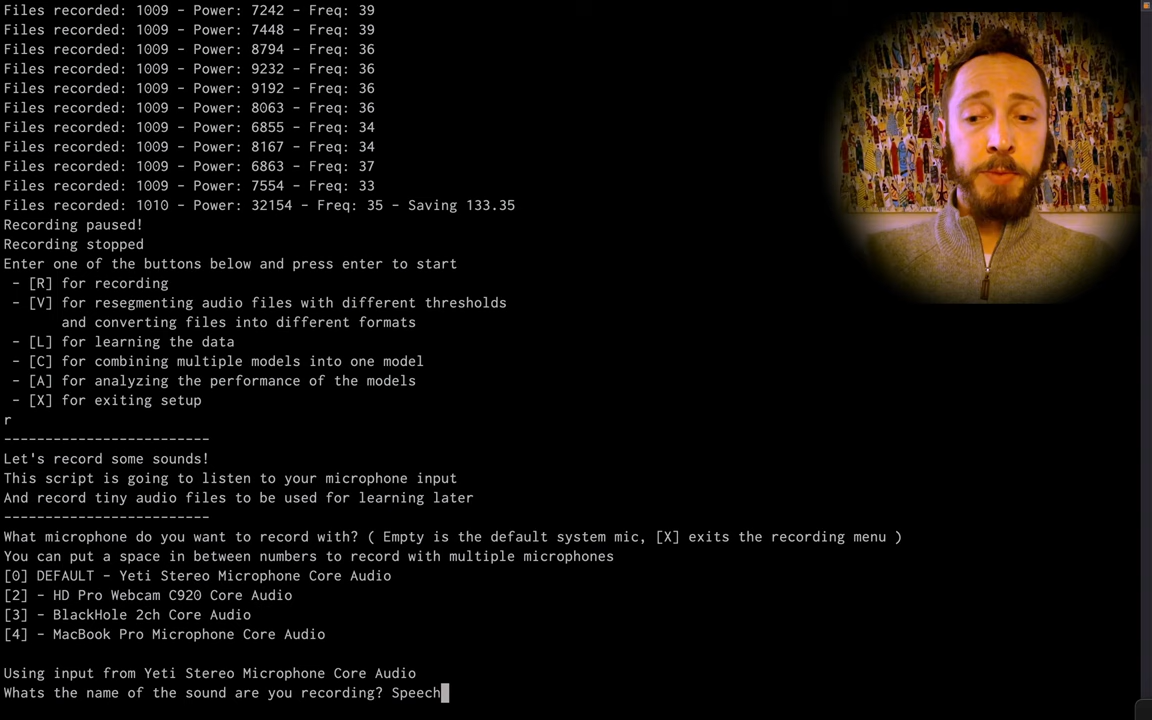 Files recorded: 1009 - Power: 7242 - Freq: 39
Files recorded: 1009 - Power: 7448 - Freq: 39
Files recorded: 1009 - Power: 8794 - Freq: 36
Files recorded: 1009 - Power: 9232 - Freq: 36
Files recorded: 1009 - Power: 9192 - Freq: 36
Files recorded: 1009 - Power: 8063 - Freq: 36
Files recorded: 1009 - Power: 6855 - Freq: 34
Files recorded: 1009 - Power: 8167 - Freq: 34
Files recorded: 1009 - Power: 6863 - Freq: 37
Files recorded: 1009 - Power: 7554 - Freq: 33
Files recorded: 1010 - Power: 32154 - Freq: 35 - Saving 133.35
Recording paused!
Recording stopped
Enter one of the buttons below and press enter to start
- [R] for recording
- [V] for resegmenting audio files with different thresholds
and converting files into different formats
- [L] for learning the data
- [C] for combining multiple models into one model
- [A] for analyzing the performance of the models
- [X] for exiting setup
r
-------------------------
Let's record some sounds!
This script is going to listen to your microphone input
And record tiny audio files to be used for learning later
-------------------------
What microphone do you want to record with? ( Empty is the default system mic, [X] exits the recording menu )
You can put a space in between numbers to record with multiple microphones
[0] DEFAULT - Yeti Stereo Microphone Core Audio
[2] - HD Pro Webcam C920 Core Audio
[3] - BlackHole 2ch Core Audio
[4] - MacBook Pro Microphone Core Audio
Using input from Yeti Stereo Microphone Core Audio
Whats the name of the sound are you recording? Speech